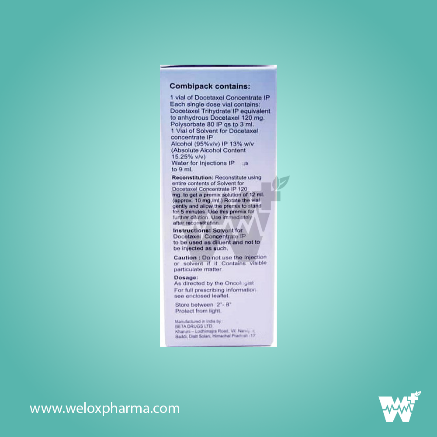 Combipack contains:
1 vial of Docetaxel Concentrate IP
Each single dose vial contains:
Docetaxel Trihydrate IP equivalent
to anhydrous Docetaxel 120 mg.
Polysorbate 80 IP qs to 3 ml.
1 Vial of Solvent for Docetaxel
concentrate IP
Alcohol (95%v/v) IP 13% w/v
(Absolute Alcohol Content
15.25% v/v)
Water for Injections IP qs
to 9 ml.
Reconstitution: Reconstitute using
entire contents of Solvent for
Docetaxel Concentrate IP 120
mg, to get a premix solution of 12 ml
(approx. 10 mg/ml.) Rotate the vial
gently and allow the premix to stand
for 5 minutes. Use this premix for
further dilution. Use immediately
after
Instructions: Solvent for
Docetaxel Concentrate IP
to be used as diluent and not to
be injected as such.
Caution : Do not use the injection
or solvent if it Contains visible
particulate matter.
Dosage:
As directed by the Oncologist
For full prescribing information
see enclosed leaflet.
Store between 2°- 8°
Protect from light.
Manufactured in India by:
BETA DRUGS LTD.
Kharuni - Lodhimajra Road, Vill. Nandpur,
Baddi, Distt Solan, Himachal Pradesh
www.weloxpharma.com
W